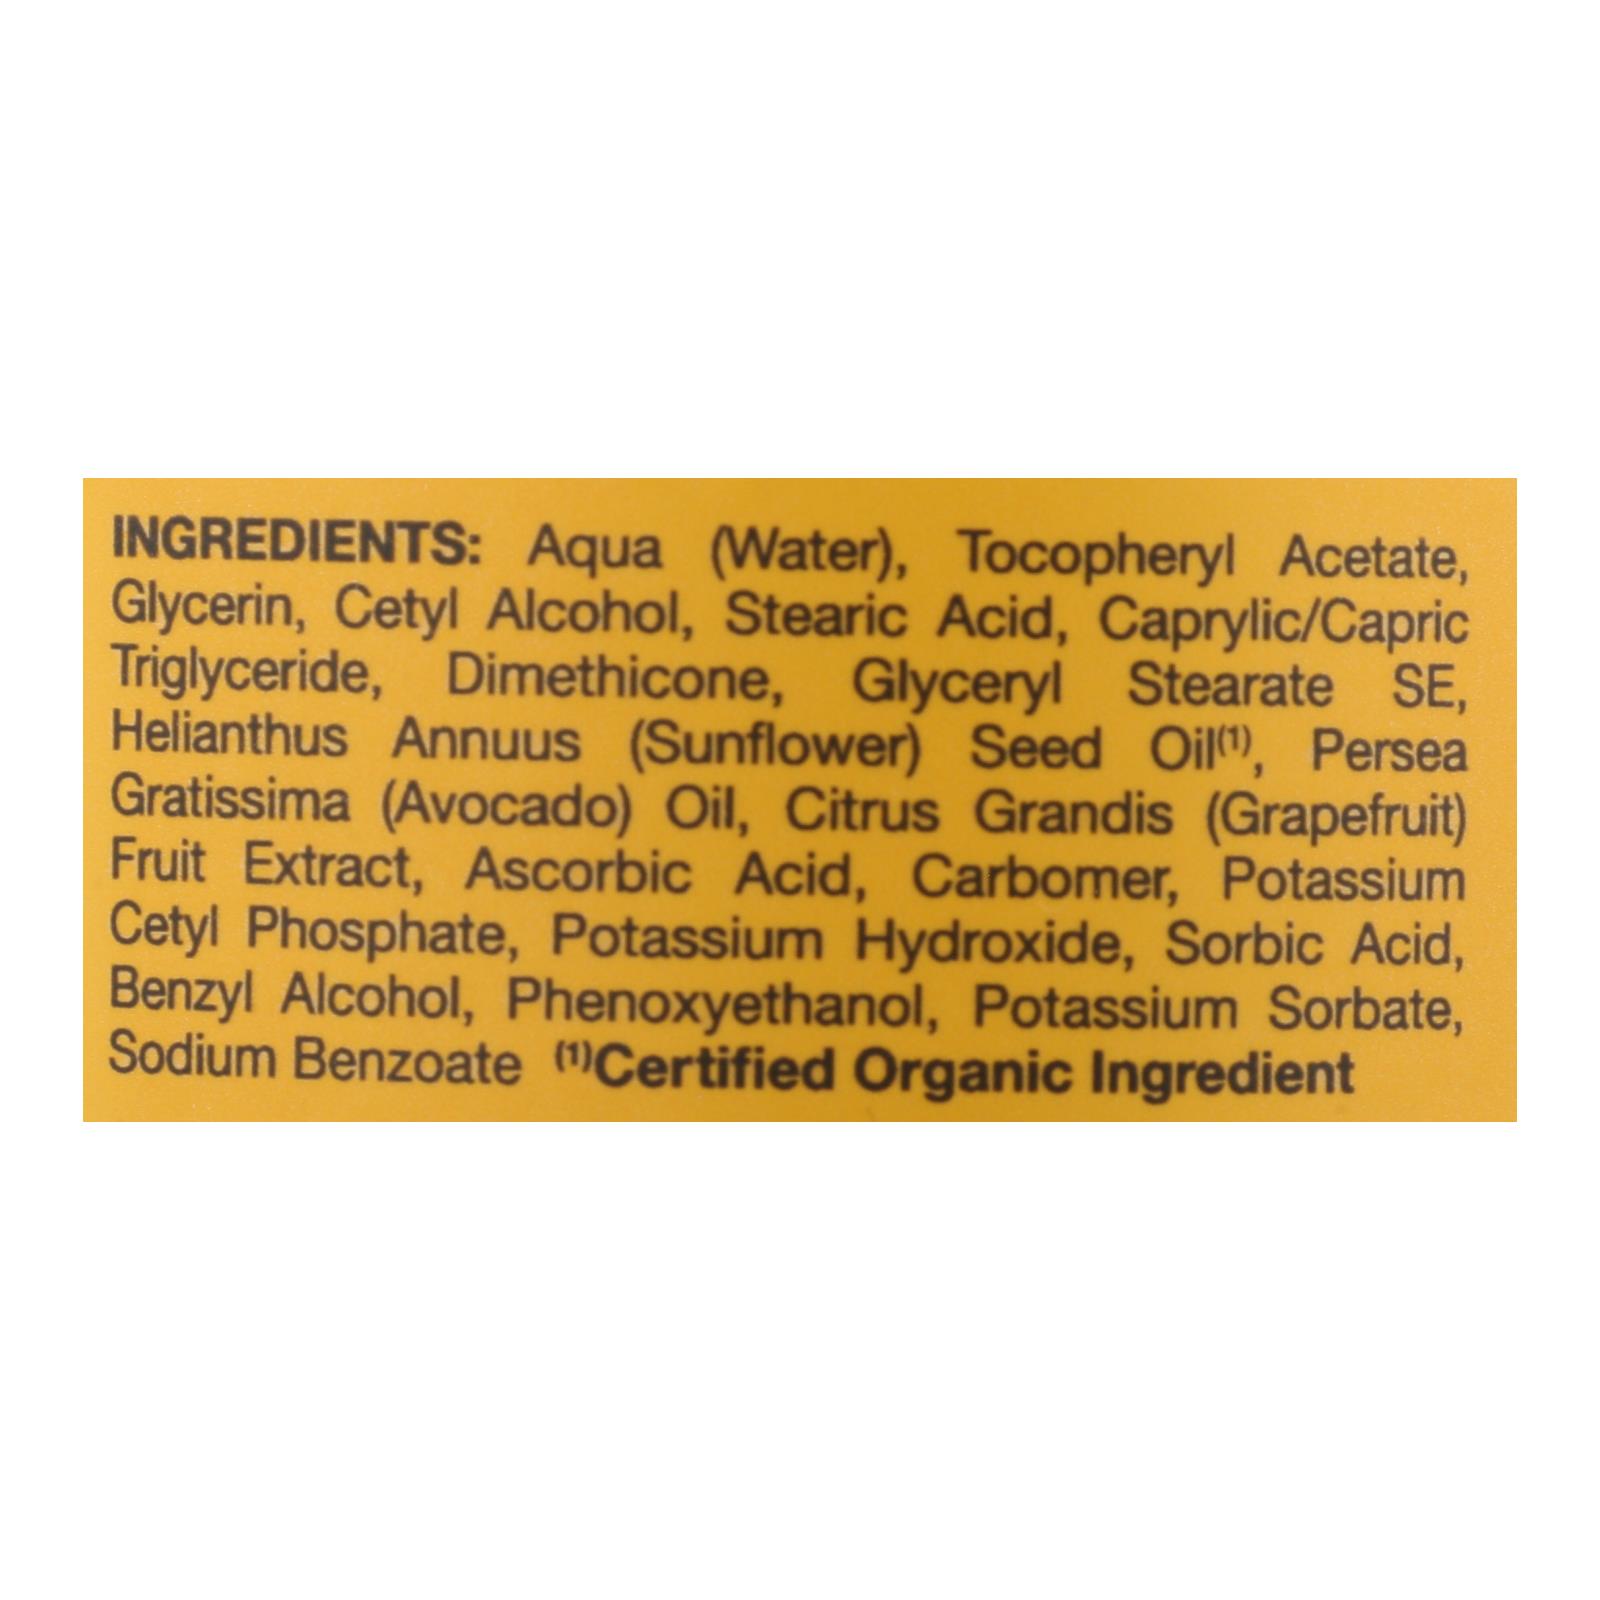 INGREDIENTS: Aqua (Water), Tocopheryl Acetate,
Glycerin, Cetyl Alcohol, Stearic Acid, Caprylic/Capric
Triglyceride, Dimethicone, Glyceryl Stearate SE,
Helianthus Annuus (Sunflower) Seed Oil⁽¹⁾, Persea
Gratissima (Avocado) Oil, Citrus Grandis (Grapefruit)
Fruit Extract, Ascorbic Acid, Carbomer, Potassium
Cetyl Phosphate, Potassium Hydroxide, Sorbic Acid,
Benzyl Alcohol, Phenoxyethanol, Potassium Sorbate,
Sodium Benzoate ⁽¹⁾Certified Organic Ingredient